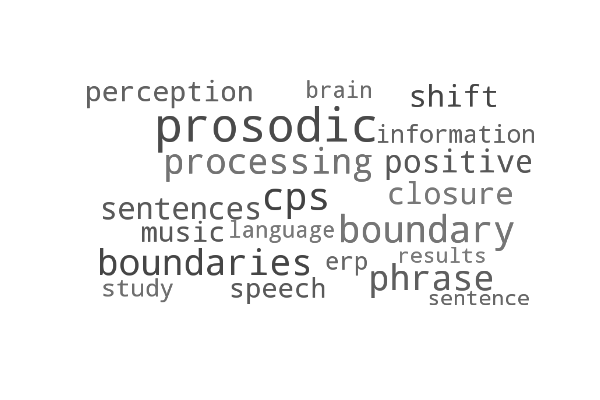 perception brain shift
prosodic information
processing positive
cps closure
sentences
music language boundary
boundaries erp results
study speech phrase
sentence